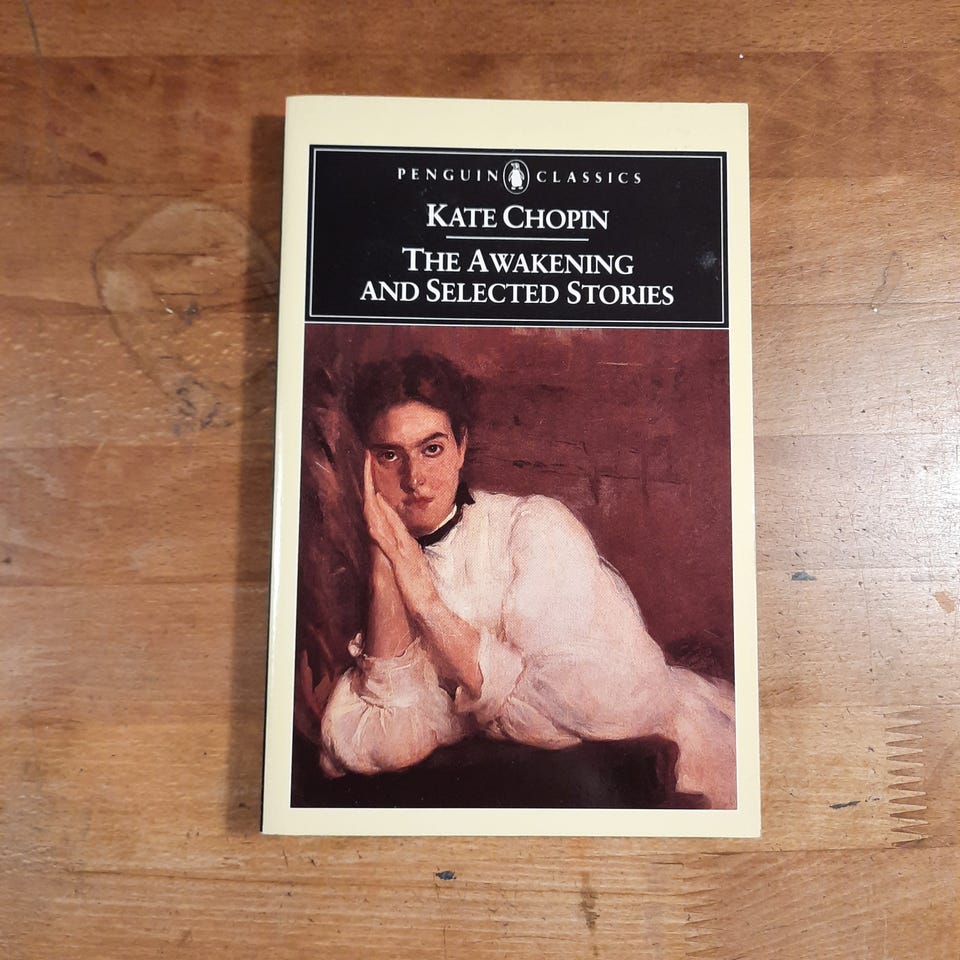 PENGUIN CLASSICS
KATE CHOPIN
THE AWAKENING
AND SELECTED STORIES